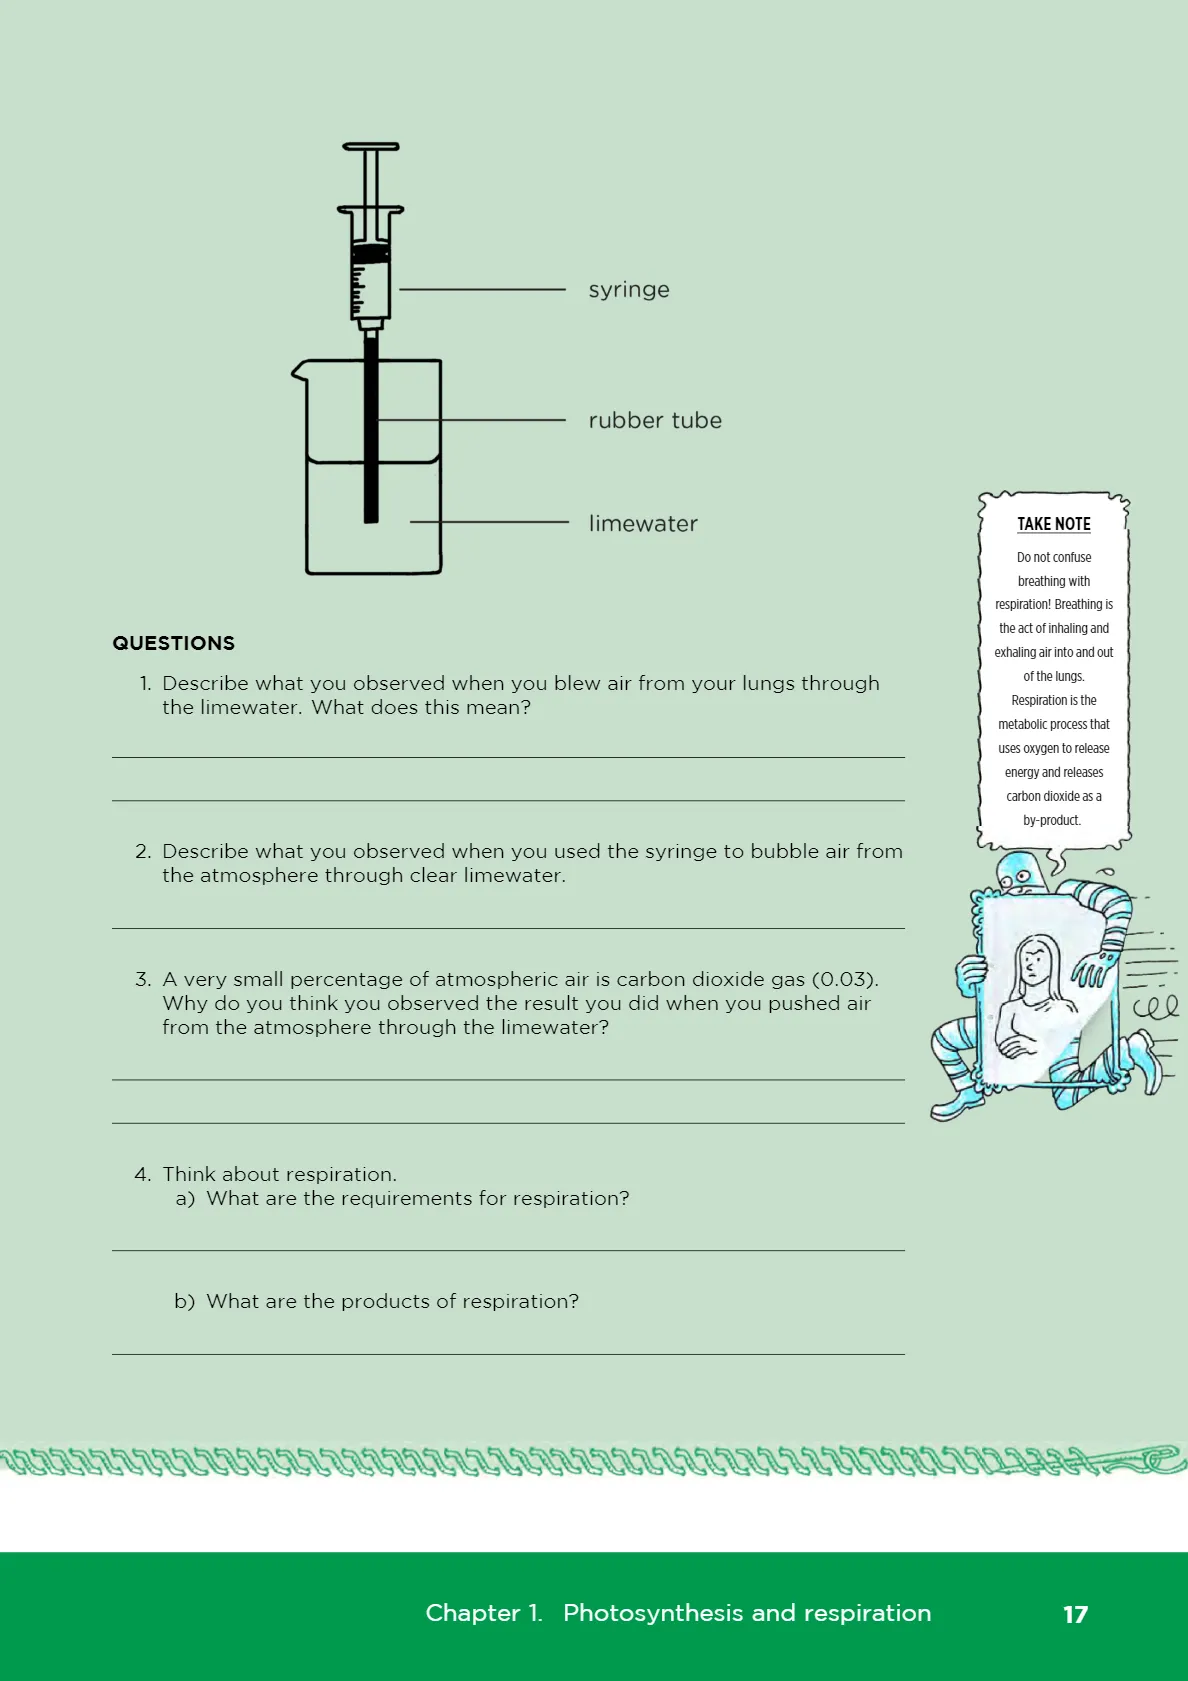 syringe
rubber tube
limewater
QUESTIONS
1. Describe what you observed when you blew air from your lungs through
the limewater. What does this mean?
2. Describe what you observed when you used the syringe to bubble air from
the atmosphere through clear limewater.
3. A very small percentage of atmospheric air is carbon dioxide gas (0.03).
Why do you think you observed the result you did when you pushed air
from the atmosphere through the limewater?
4. Think about respiration.
a) What are the requirements for respiration?
b) What are the products of respiration?
TAKE NOTE
Do not confuse
breathing with
respiration! Breathing is
the act of inhaling and
exhaling air into and out
of the lungs.
Respiration is the
metabolic process that
uses oxygen to release
energy and releases
carbon dioxide as a
by-product.
Chapter 1. Photosynthesis and respiration
17